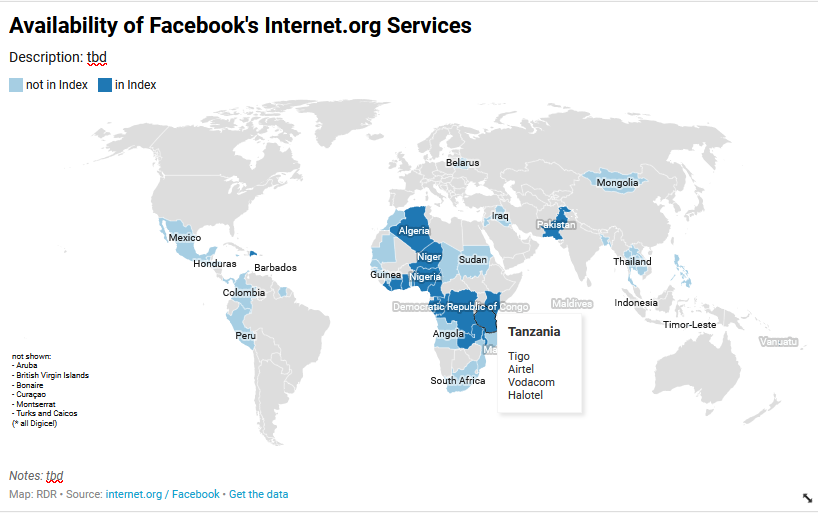 Availability of Facebook's Internet.org Services
Description: tbd
not in Index
in Index
Belarus
Mongolia
Iraq
Pakistan
Algeria
Mexico
Niger
Sudan
Thailand
Honduras
Barbados
Guinea
Nigeria
Colombia
Democratic Republic of Congo
Maldives
Indonesia
Timor-Leste
Angola
Peru
Vanuatu
South Africa
Tanzania
Tigo
Airtel
Vodacom
Halotel
not shown:
- Aruba
- British Virgin Islands
- Bonaire
- Curaçao
- Montserrat
- Turks and Caicos
(* all Digicel)
Notes: tbd
Map: RDR • Source: internet.org / Facebook • Get the data